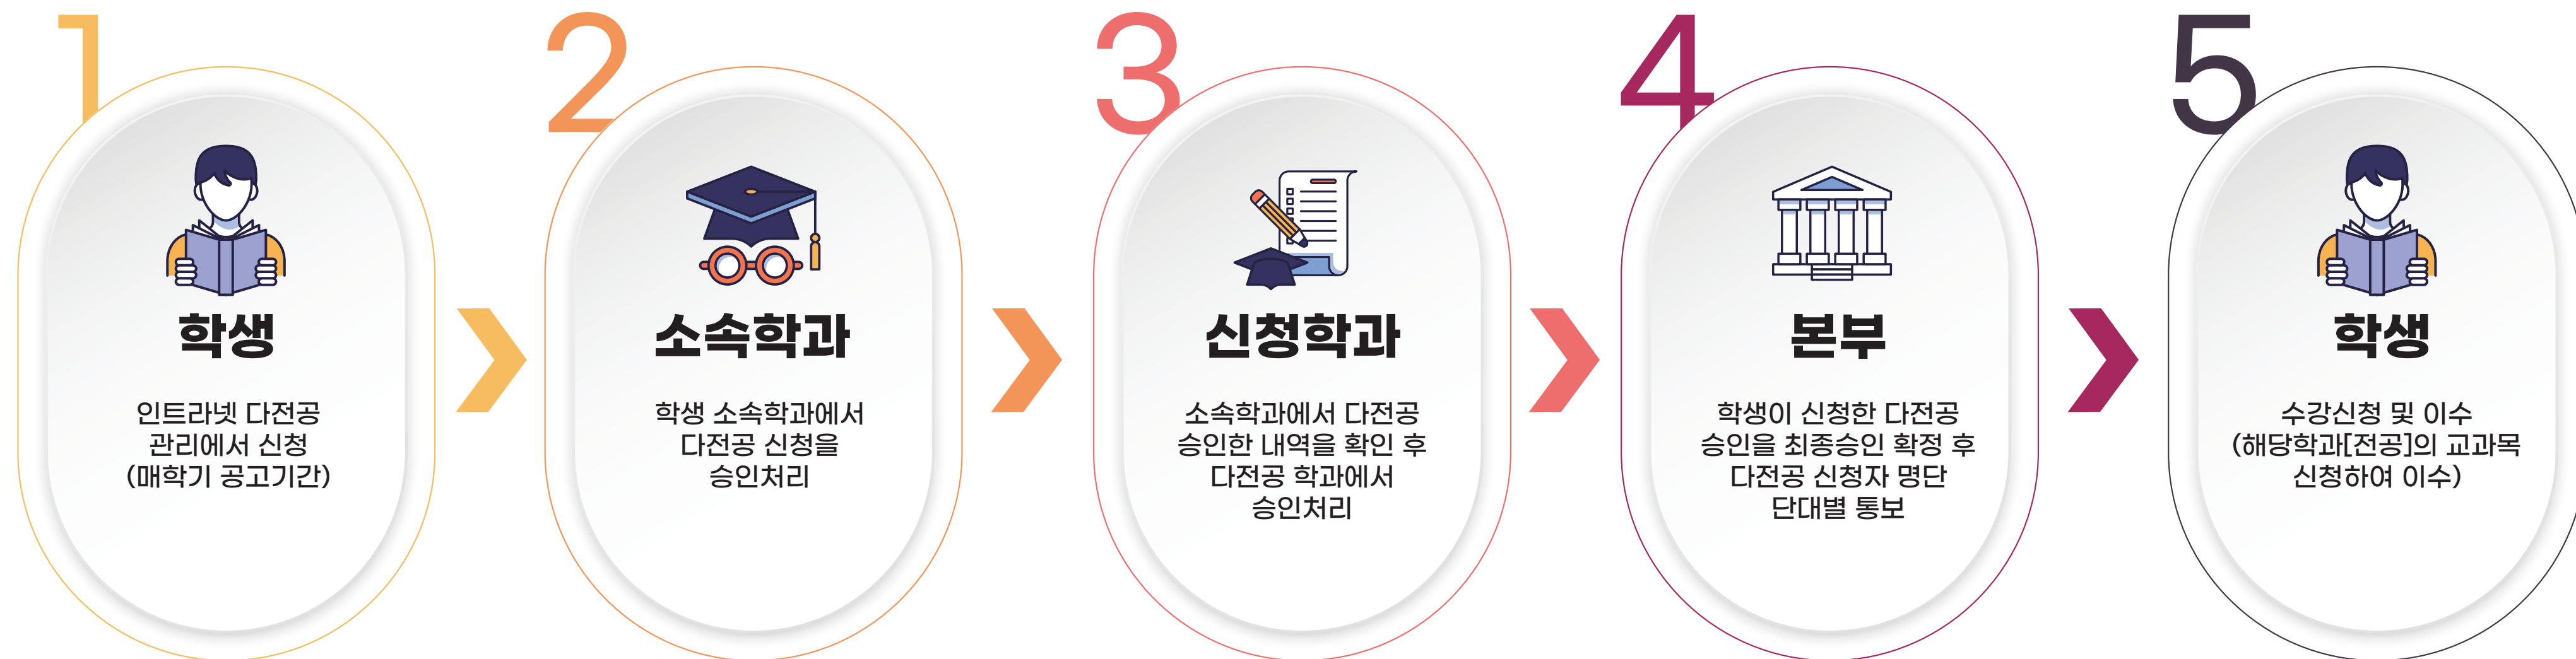 1
학생
인트라넷 다전공
관리에서 신청
(매학기 공고기간)
2
소속학과
학생 소속학과에서
다전공 신청을
승인처리
3
신청학과
소속학과에서 다전공
승인한 내역을 확인 후
다전공 학과에서
승인처리
4
본부
학생이 신청한 다전공
승인을 최종승인 확정 후
다전공 신청자 명단
단대별 통보
5
학생
수강신청 및 이수
(해당학과[전공]의 교과목
신청하여 이수)